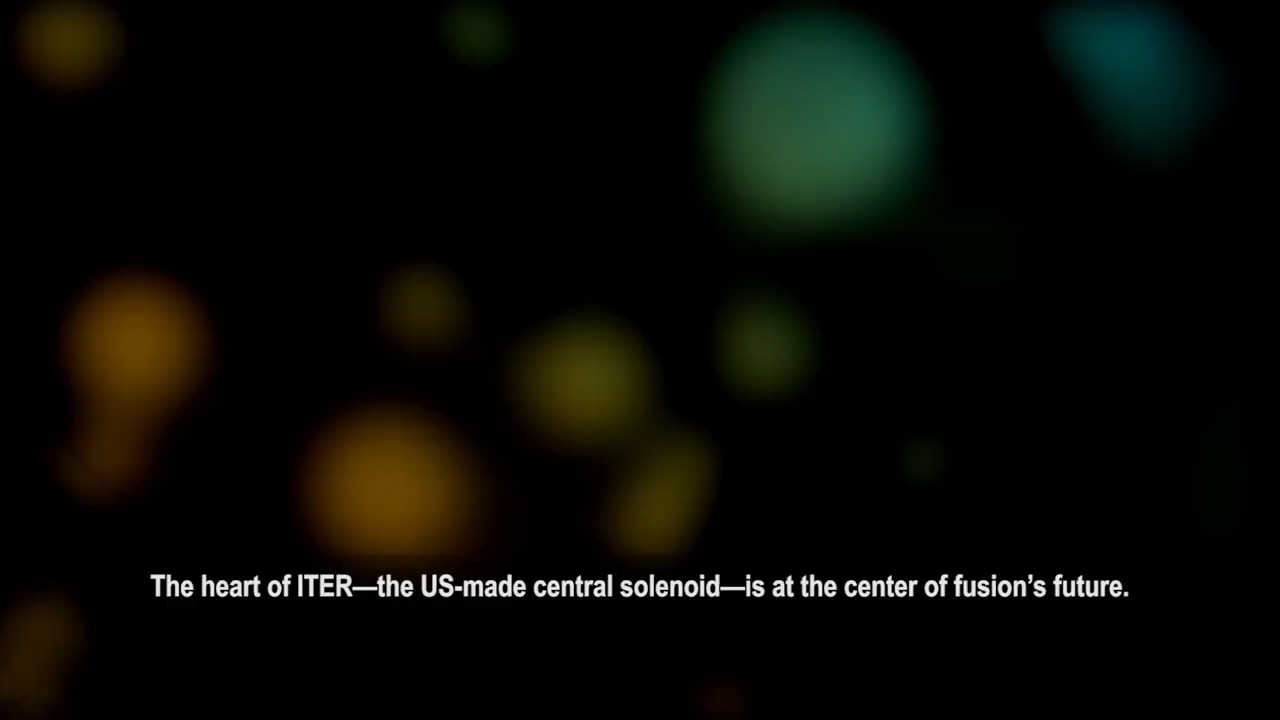 The heart of ITER—the US-made central solenoid—is at the center of fusion’s future.